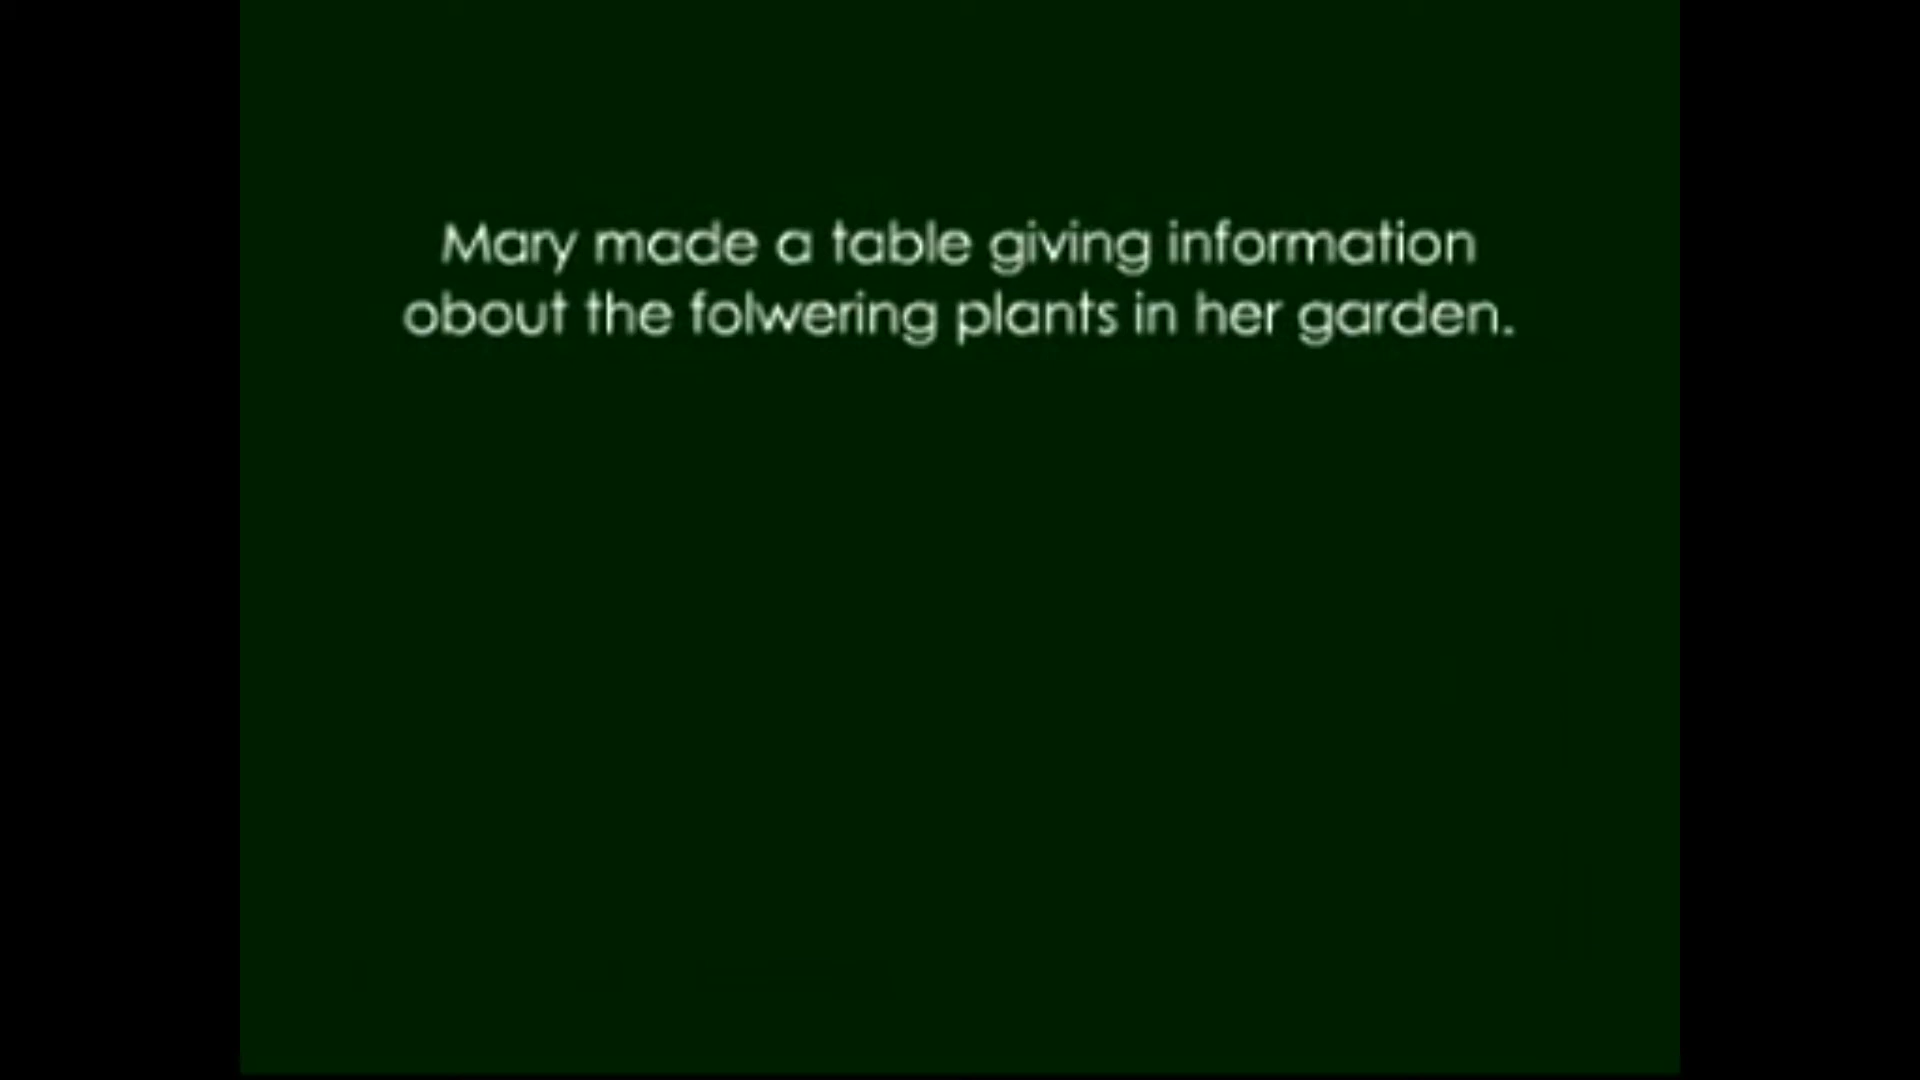 Mary made a table giving information
obout the folwering plants in her garden.